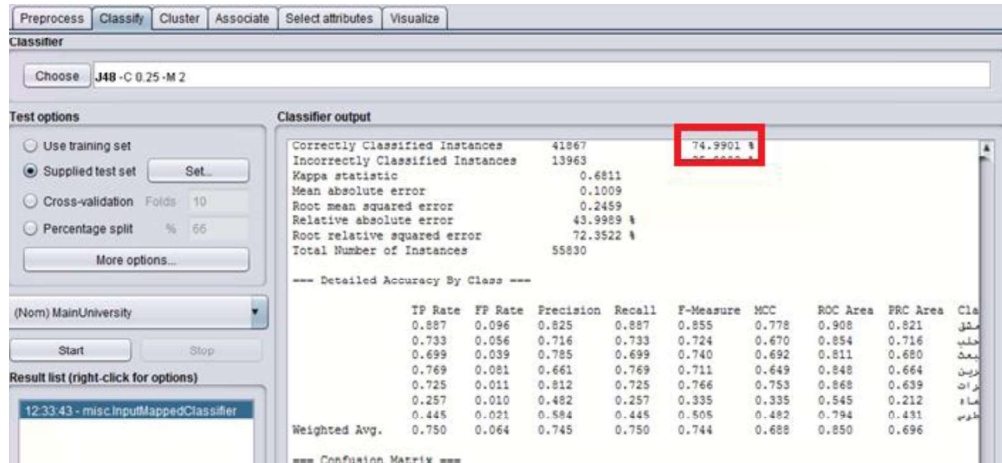 Preprocess Classify Cluster Associate Select attributes Visualize
Classifier
Choose J48 -C 0.25 -M 2
Test options
Use training set
Supplied test set Set...
Cross-validation Folds 10
Percentage split % 66
More options...
(Nom) MainUniversity
Start Stop
Result list (right-click for options)
12:33:43 - misc.InputMappedClassifier
Classifier output
Correctly Classified Instances 41867 74.9901 %
Incorrectly Classified Instances 13963
Kappa statistic 0.6811
Mean absolute error 0.1009
Root mean squared error 0.2459
Relative absolute error 43.9989 %
Root relative squared error 72.3522 %
Total Number of Instances 55830
=== Detailed Accuracy By Class ===
TP Rate FP Rate Precision Recall F-Measure MCC ROC Area PRC Area Cla
0.887 0.096 0.825 0.887 0.855 0.778 0.908 0.821
0.733 0.056 0.716 0.733 0.724 0.670 0.854 0.716 حلب
0.699 0.039 0.785 0.699 0.740 0.692 0.811 0.680
0.769 0.081 0.661 0.769 0.711 0.649 0.848 0.664
0.725 0.011 0.812 0.725 0.766 0.753 0.868 0.639
0.257 0.010 0.482 0.257 0.335 0.335 0.545 0.212
0.445 0.021 0.584 0.445 0.505 0.482 0.794 0.431
Weighted Avg. 0.750 0.064 0.745 0.750 0.744 0.688 0.850 0.696
=== Confusion Matrix ===